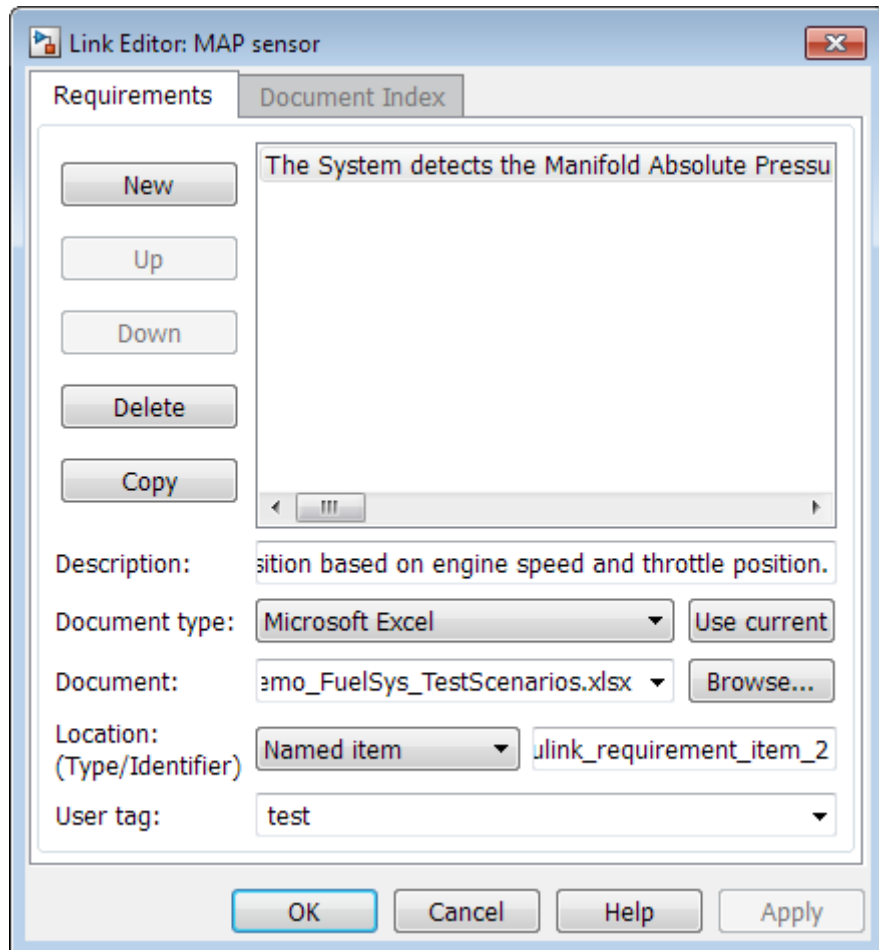 Link Editor: MAP sensor
Requirements Document Index
The System detects the Manifold Absolute Pressu
New
Up
Down
Delete
Copy
Description: sition based on engine speed and throttle position.
Document type: Microsoft Excel Use current
Document: emo_FuelSys_TestScenarios.xlsx Browse...
Location:
(Type/Identifier) Named item ulink_requirement_item_2
User tag: test
OK Cancel Help Apply